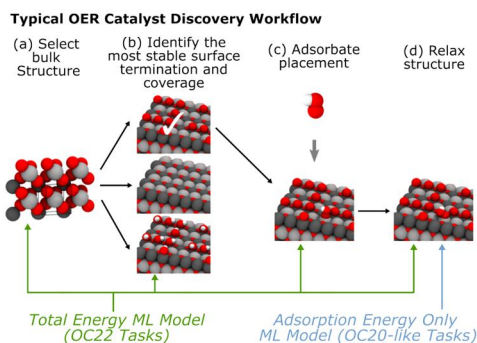 Typical OER Catalyst Discovery Workflow
(a) Select
bulk
Structure
(b) Identify the
most stable surface
termination and
coverage
(c) Adsorbate
placement
(d) Relax
structure
Total Energy ML Model
(OC22 Tasks)
Adsorption Energy Only
ML Model (OC20-like Tasks)